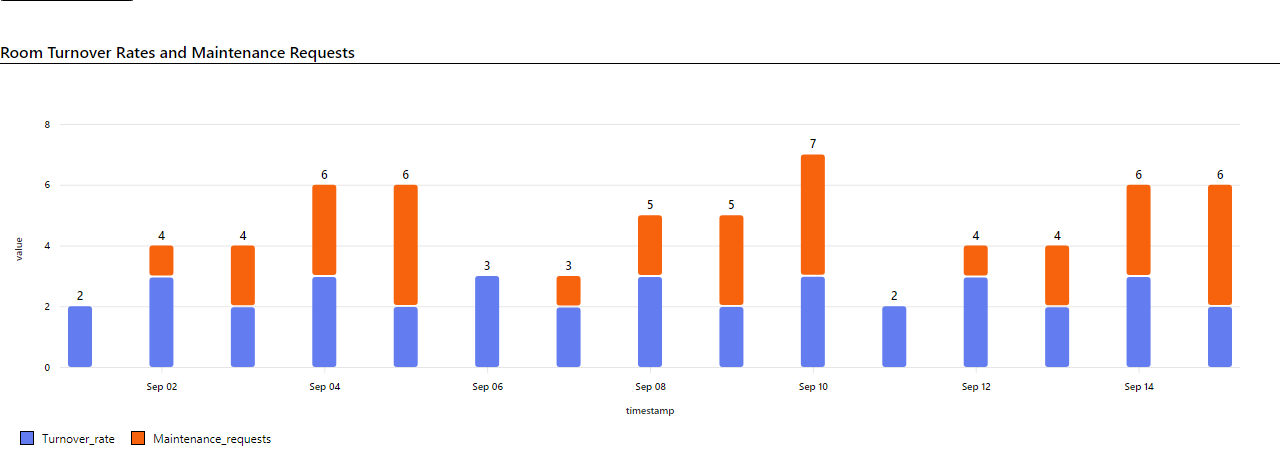 Room Turnover Rates and Maintenance Requests
8
6
4
2
0
value
2
4
4
6
6
3
3
5
5
7
2
4
4
6
6
Sep 02
Sep 04
Sep 06
Sep 08
Sep 10
Sep 12
Sep 14
timestamp
Turnover_rate
Maintenance_requests